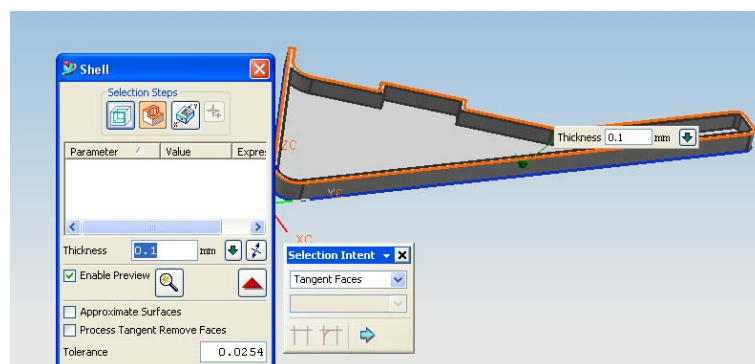 Shell
Selection Steps
Parameter Value Expre
Thickness 0.1 mm
Enable Preview
Approximate Surfaces
Process Tangent Remove Faces
Tolerance 0.0254
ZC
YC
XC
Thickness 0.1 mm
Selection Intent
Tangent Faces